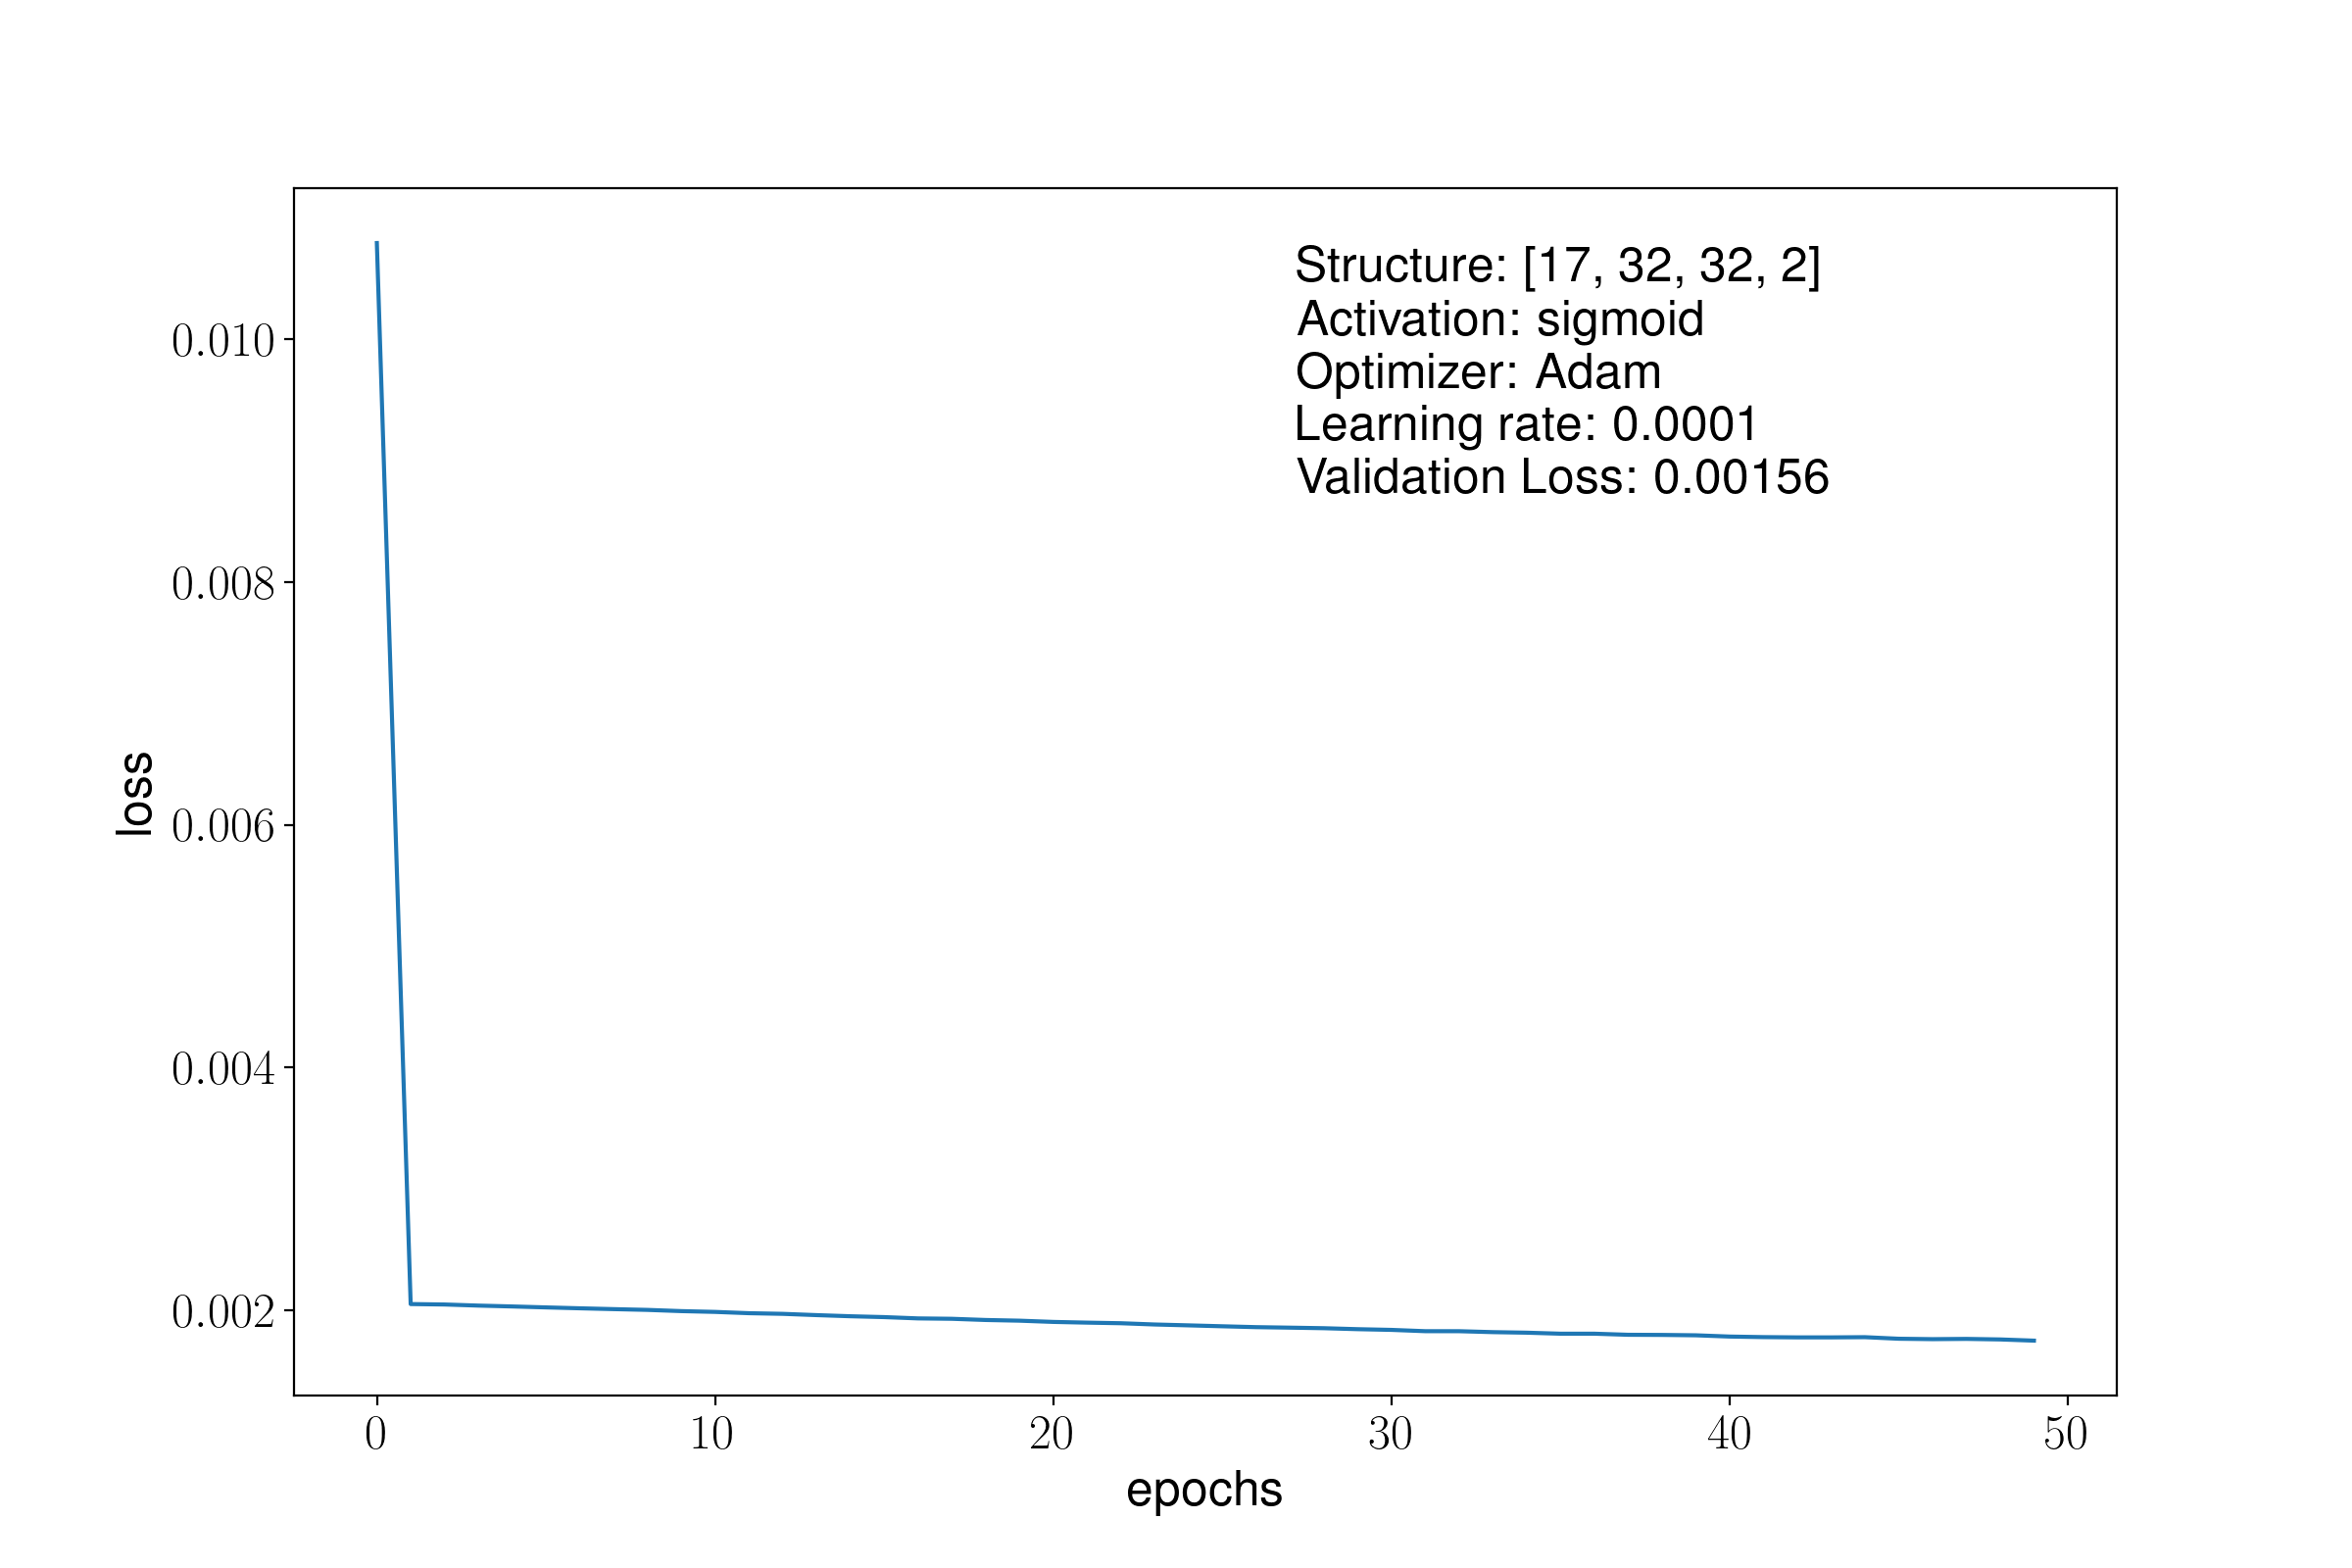 Structure: [17, 32, 32, 2]
Activation: sigmoid
Optimizer: Adam
Learning rate: 0.0001
Validation Loss: 0.00156
0.010
0.008
0.006
0.004
0.002
loss
0 10 20 30 40 50
epochs